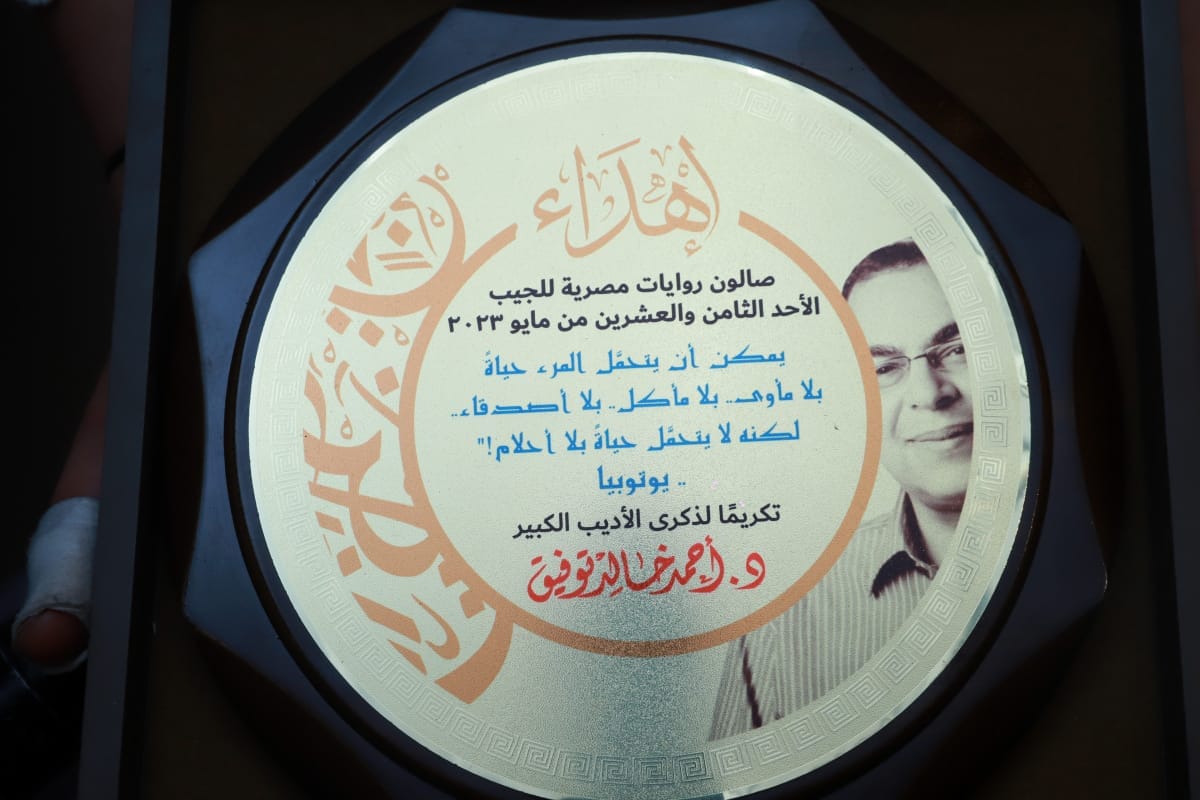 إهداء
صالون روايات مصرية للجيب
الأحد الثامن والعشرين من مايو ٢٠٢٣
يمكن أن يتحمَّل المرء حياةً
بلا مأوى.. بلا مأكل.. بلا أصدقاء..
لكنه لا يتحمَّل حياةً بلا أحلام!"
.. يوتوبيا
تكريمًا لذكرى الأديب الكبير
د. أحمد خالد توفيق